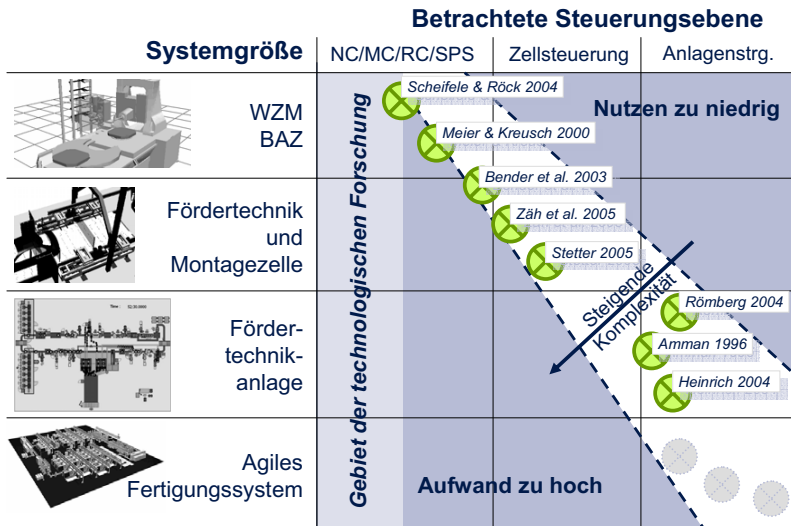 Betrachtete Steuerungsebene
Systemgröße
NC/MC/RC/SPS
Zellsteuerung
Anlagenstrg.
WZM
BAZ
Scheifele & Röck 2004
Nutzen zu niedrig
Meier & Kreusch 2000
Bender et al. 2003
Fördertechnik
und
Montagezelle
Zäh et al. 2005
Stetter 2005
Steigende
Komplexität
Förder-
technik-
anlage
Römberg 2004
Amman 1996
Heinrich 2004
Gebiet der technologischen Forschung
Agiles
Fertigungssystem
Aufwand zu hoch